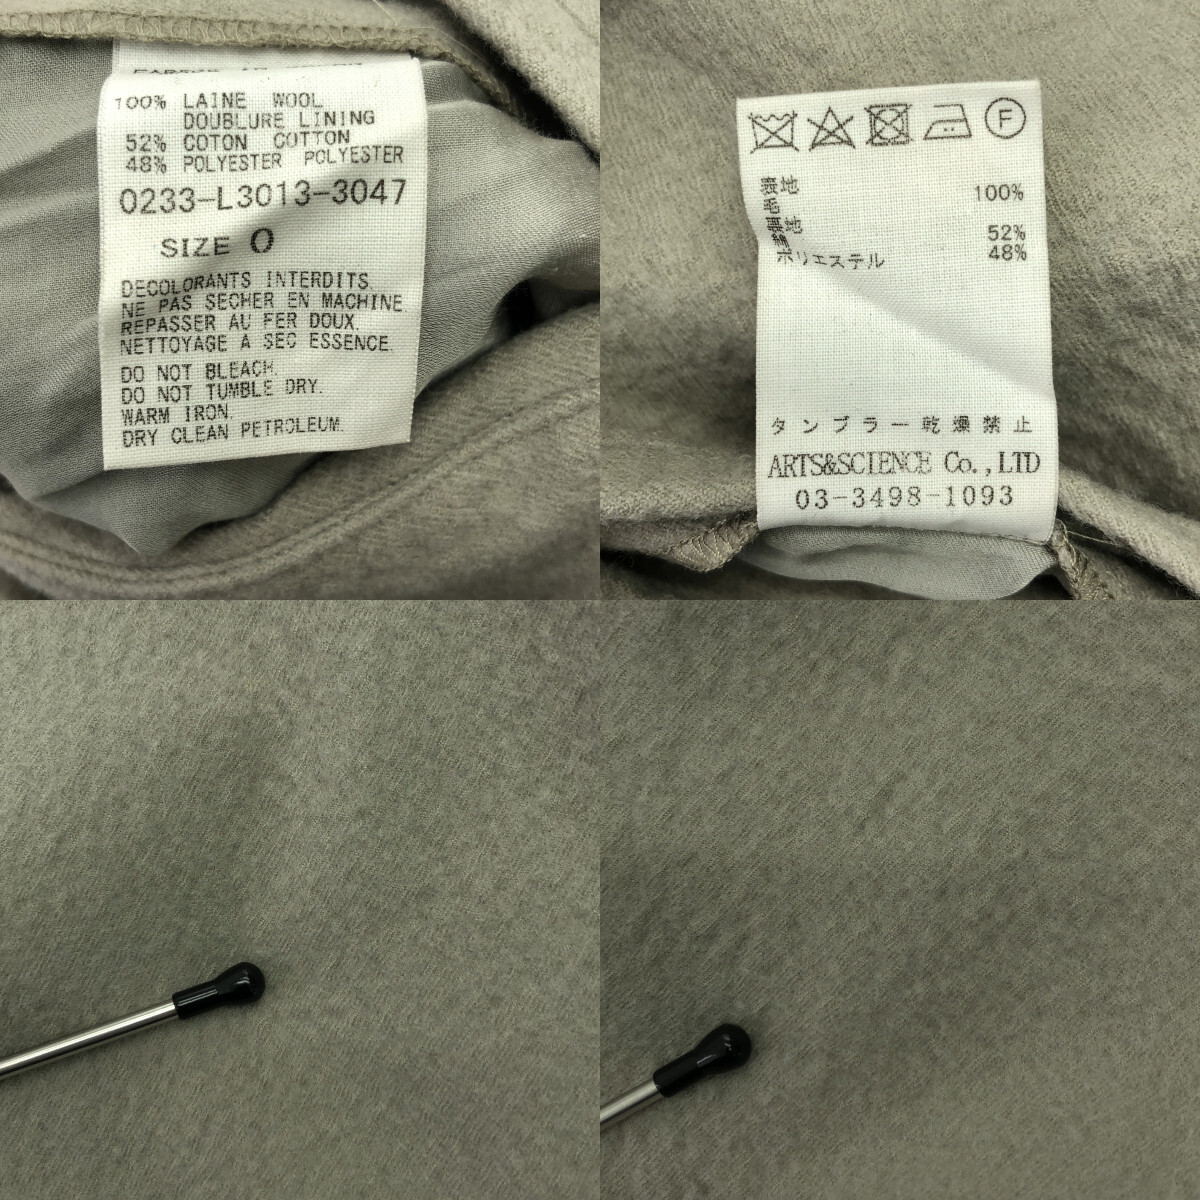 100% LAINE WOOL
DOUBLURE LINING
52% COTON COTTON
48% POLYESTER POLYESTER
0233-L3013-3047
SIZE 0
DECOLORANTS INTERDITS.
NE PAS SECHER EN MACHINE.
REPASSER AU FER DOUX.
NETTOYAGE A SEC ESSENCE.
DO NOT BLEACH.
DO NOT TUMBLE DRY.
WARM IRON.
DRY CLEAN PETROLEUM.
F
表地
毛 100%
地
52%
ポリエステル 48%
タンブラー乾燥禁止
ARTS&SCIENCE Co.,LTD
03-3498-1093